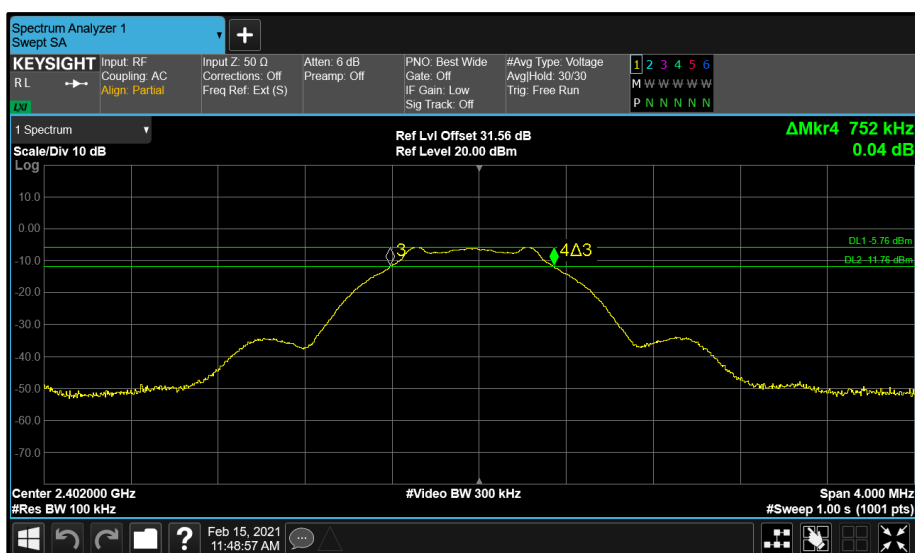 Spectrum Analyzer 1
Swept SA
KEYSIGHT
R L
LXI
Input: RF
Coupling: AC
Align: Partial
Input Z: 50 Ω
Corrections: Off
Freq Ref: Ext (S)
Atten: 6 dB
Preamp: Off
PNO: Best Wide
Gate: Off
IF Gain: Low
Sig Track: Off
#Avg Type: Voltage
Avg|Hold: 30/30
Trig: Free Run
1 2 3 4 5 6
M W W W W W
P N N N N N
1 Spectrum
Scale/Div 10 dB
Log
Ref Lvl Offset 31.56 dB
Ref Level 20.00 dBm
ΔMkr4 752 kHz
0.04 dB
10.0
0.00
DL1 -5.76 dBm
3
4Δ3
-10.0
DL2 -11.76 dBm
-20.0
-30.0
-40.0
-50.0
-60.0
-70.0
Center 2.402000 GHz
#Res BW 100 kHz
#Video BW 300 kHz
Span 4.000 MHz
#Sweep 1.00 s (1001 pts)
?
Feb 15, 2021
11:48:57 AM